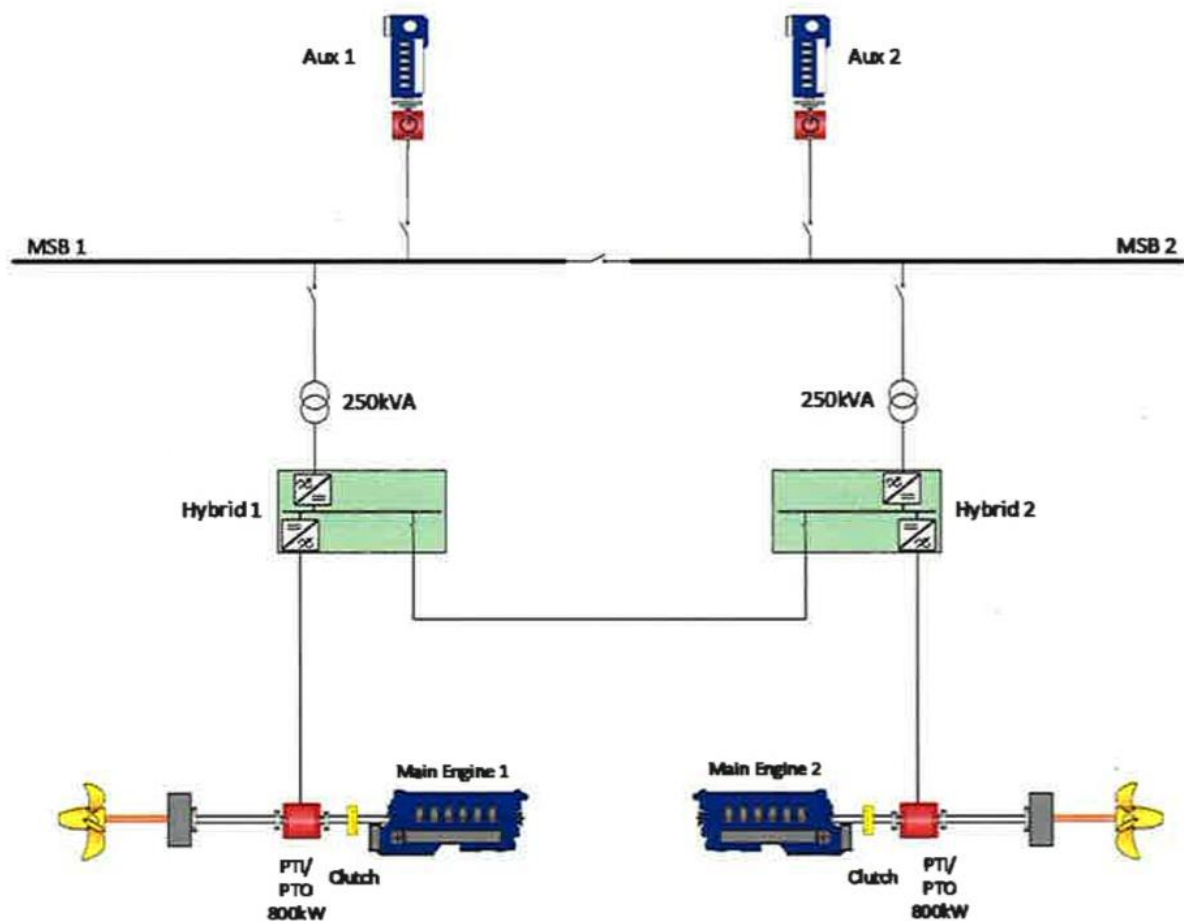 Aux 1
Aux 2
MSB 1
MSB 2
250kVA
250kVA
Hybrid 1
Hybrid 2
Main Engine 1
Main Engine 2
PTI/
PTO
800kW
Clutch
Clutch
PTI/
PTO
800kW